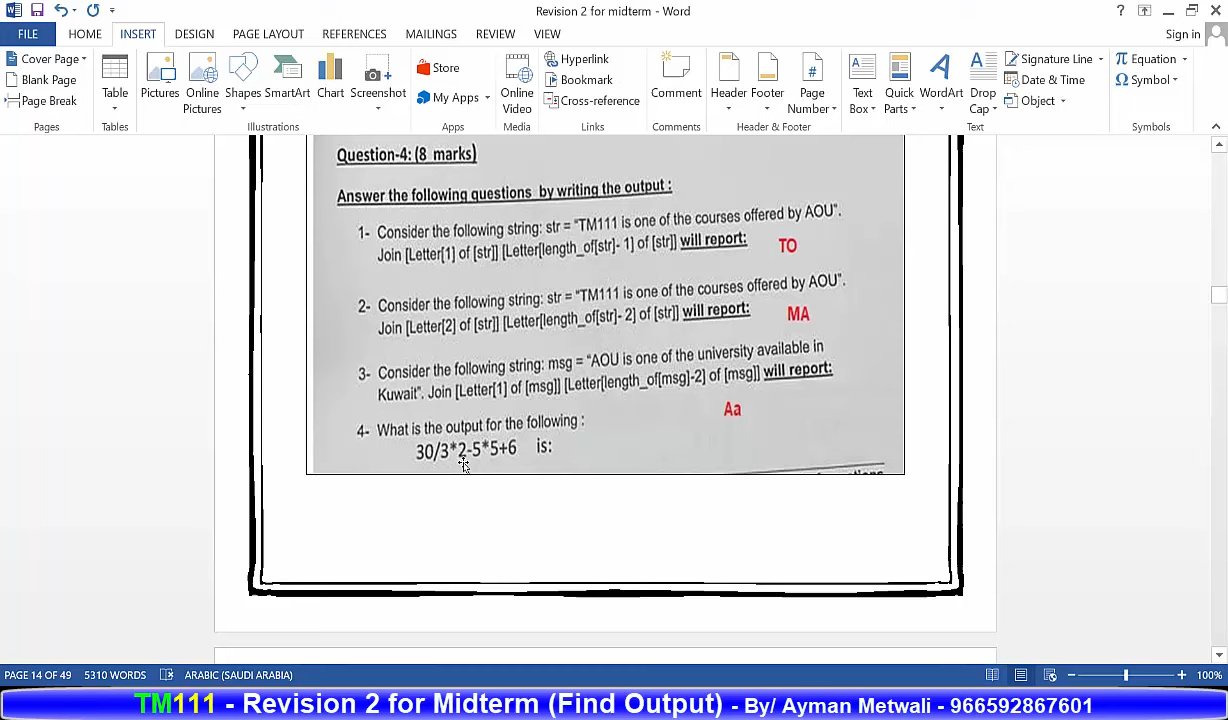 Revision 2 for midterm - Word
FILE HOME INSERT DESIGN PAGE LAYOUT REFERENCES MAILINGS REVIEW VIEW Sign in
Cover Page
Blank Page
Page Break
Pages
Table
Tables
Pictures
Online Pictures
Shapes
SmartArt
Chart
Screenshot
Illustrations
Store
My Apps
Apps
Online Video
Media
Hyperlink
Bookmark
Cross-reference
Links
Comment
Comments
Header
Footer
Page Number
Header & Footer
Text Box
Quick Parts
WordArt
Drop Cap
Signature Line
Date & Time
Object
Text
Equation
Symbol
Symbols
Question-4: (8 marks)
Answer the following questions by writing the output :
1- Consider the following string: str = "TM111 is one of the courses offered by AOU".
Join [Letter[1] of [str]] [Letter[length_of[str]- 1] of [str]] will report: TO
2- Consider the following string: str = "TM111 is one of the courses offered by AOU".
Join [Letter[2] of [str]] [Letter[length_of[str]- 2] of [str]] will report: MA
3- Consider the following string: msg = "AOU is one of the university available in
Kuwait". Join [Letter[1] of [msg]] [Letter[length_of[msg]-2] of [msg]] will report:
Aa
4- What is the output for the following :
30/3*2-5*5+6 is:
PAGE 14 OF 49 5310 WORDS ARABIC (SAUDI ARABIA) 100%
TM111 - Revision 2 for Midterm (Find Output) - By/ Ayman Metwali - 966592867601